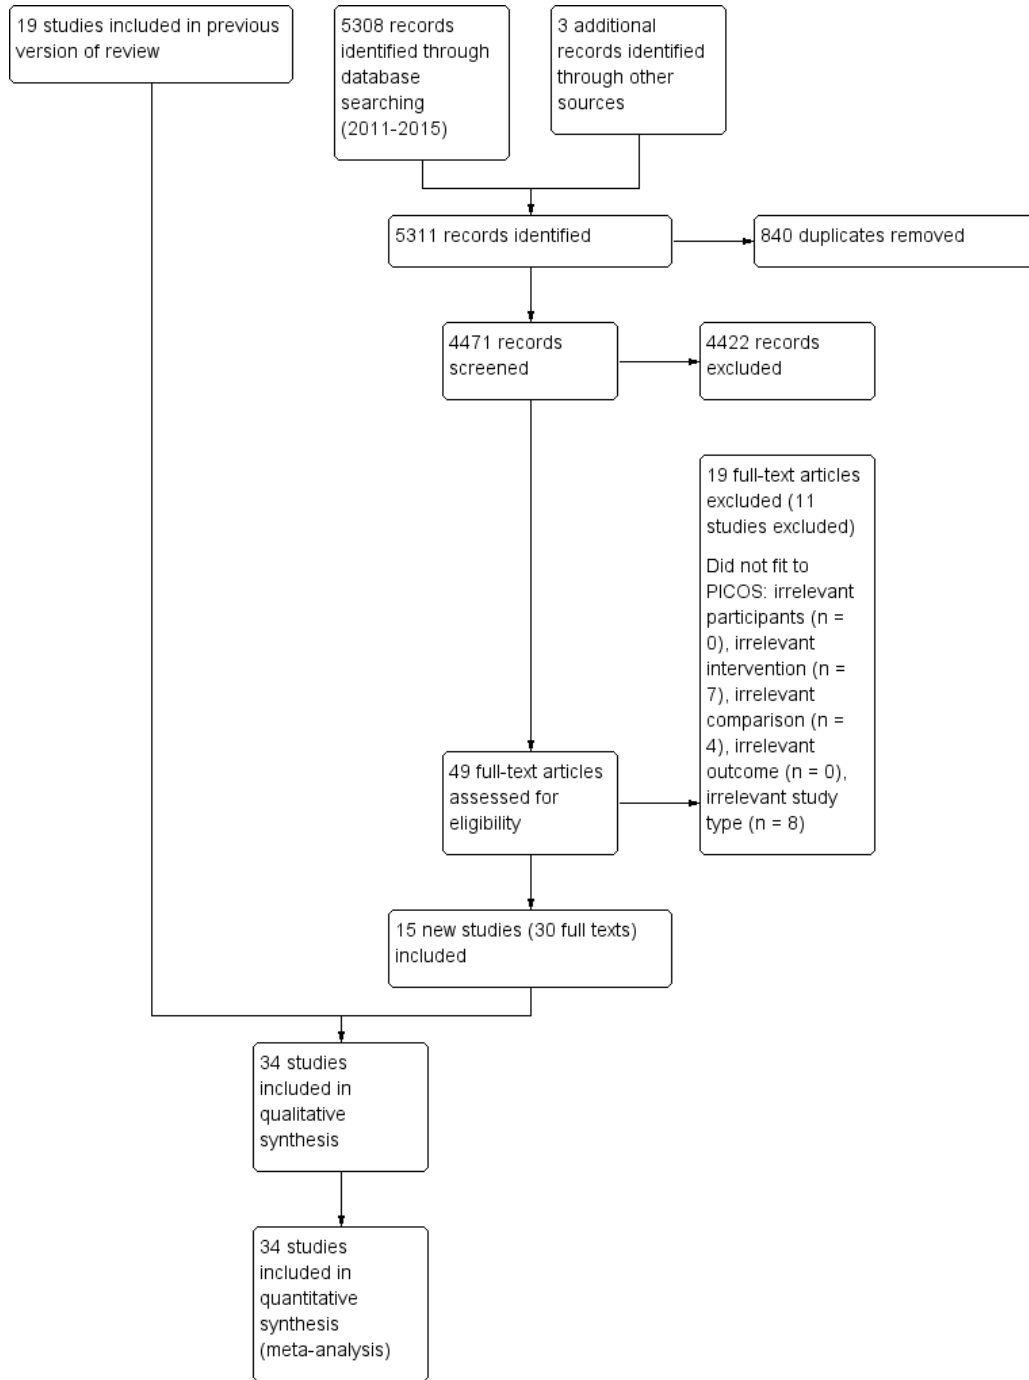 19 studies included in previous
version of review
5308 records
identified through
database
searching
(2011-2015)
3 additional
records identified
through other
sources
5311 records identified
840 duplicates removed
4471 records
screened
4422 records
excluded
19 full-text articles
excluded (11
studies excluded)
Did not fit to
PICOS: irrelevant
participants (n =
0), irrelevant
intervention (n =
7), irrelevant
comparison (n =
4), irrelevant
outcome (n = 0),
irrelevant study
type (n = 8)
49 full-text articles
assessed for
eligibility
15 new studies (30 full texts)
included
34 studies
included in
qualitative
synthesis
34 studies
included in
quantitative
synthesis
(meta-analysis)